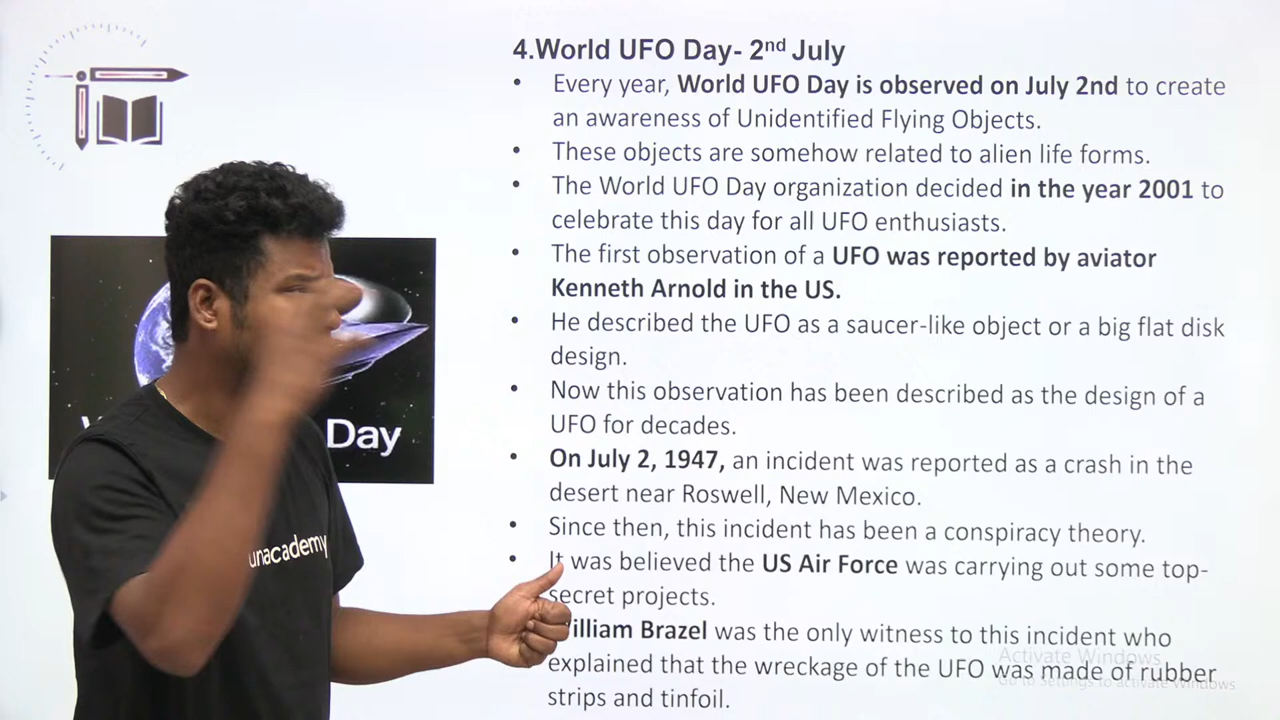 4.World UFO Day- 2nd July
• Every year, World UFO Day is observed on July 2nd to create
an awareness of Unidentified Flying Objects.
• These objects are somehow related to alien life forms.
• The World UFO Day organization decided in the year 2001 to
celebrate this day for all UFO enthusiasts.
• The first observation of a UFO was reported by aviator
Kenneth Arnold in the US.
• He described the UFO as a saucer-like object or a big flat disk
design.
• Now this observation has been described as the design of a
UFO for decades.
• On July 2, 1947, an incident was reported as a crash in the
desert near Roswell, New Mexico.
• Since then, this incident has been a conspiracy theory.
• It was believed the US Air Force was carrying out some top-
secret projects.
illiam Brazel was the only witness to this incident who
explained that the wreckage of the UFO was made of rubber
strips and tinfoil.
Day
unacademy
Activate Windows
Go to Settings to activate Windows